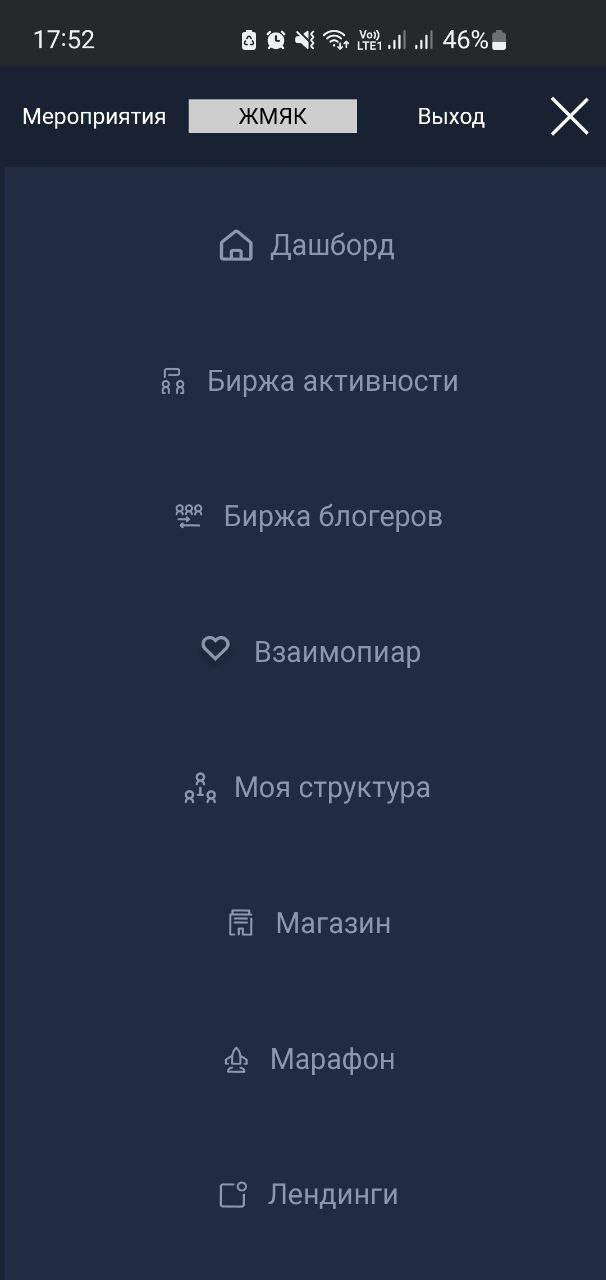 17:52
Vo))
LTE1
46%
Мероприятия ЖМЯК Выход
Дашборд
Биржа активности
Биржа блогеров
Взаимопиар
Моя структура
Магазин
Марафон
Лендинги